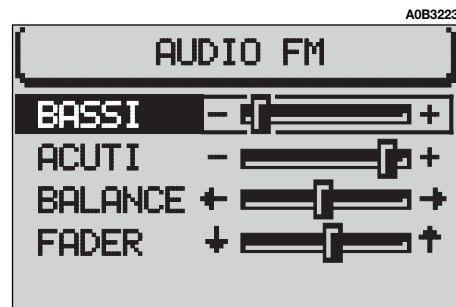 A0B3223
AUDIO FM
BASSI - +
ACUTI - +
BALANCE ← →
FADER ↓ ↑